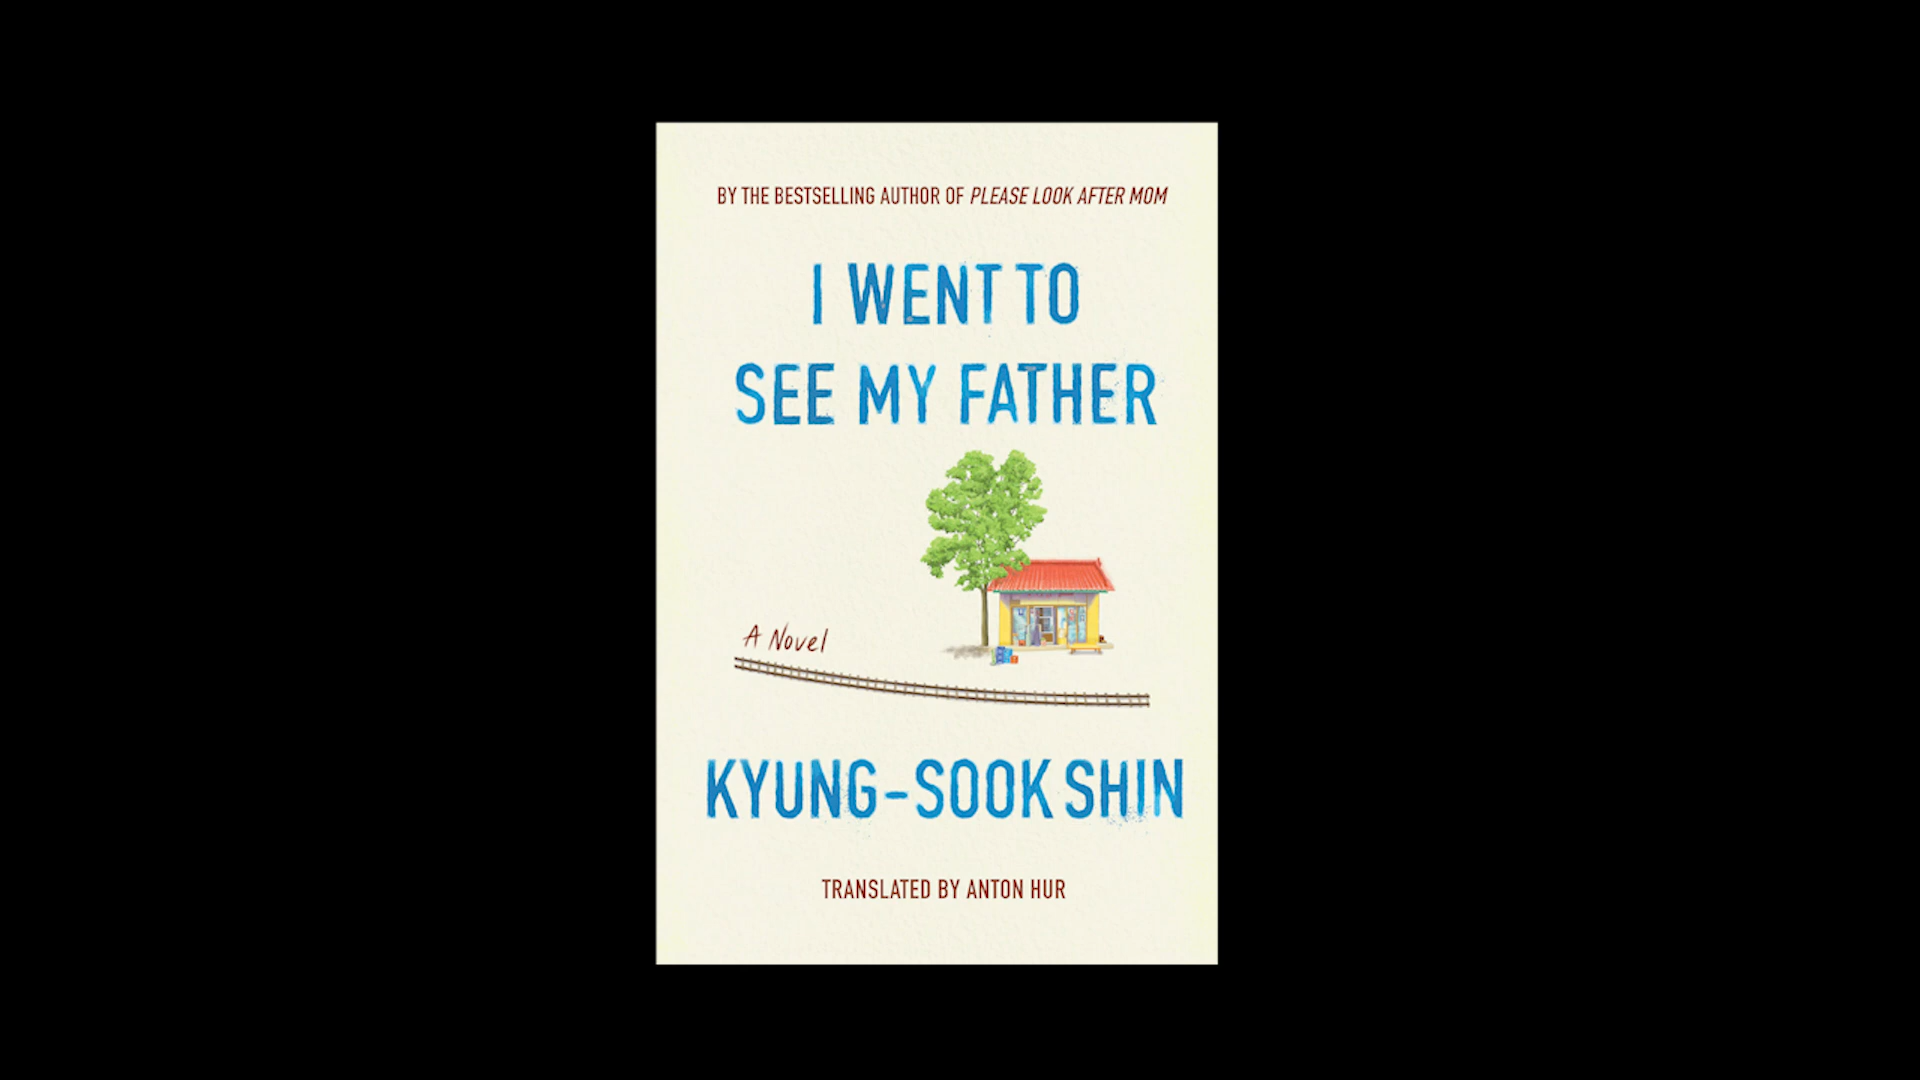 BY THE BESTSELLING AUTHOR OF PLEASE LOOK AFTER MOM
I WENT TO
SEE MY FATHER
A Novel
KYUNG-SOOK SHIN
TRANSLATED BY ANTON HUR